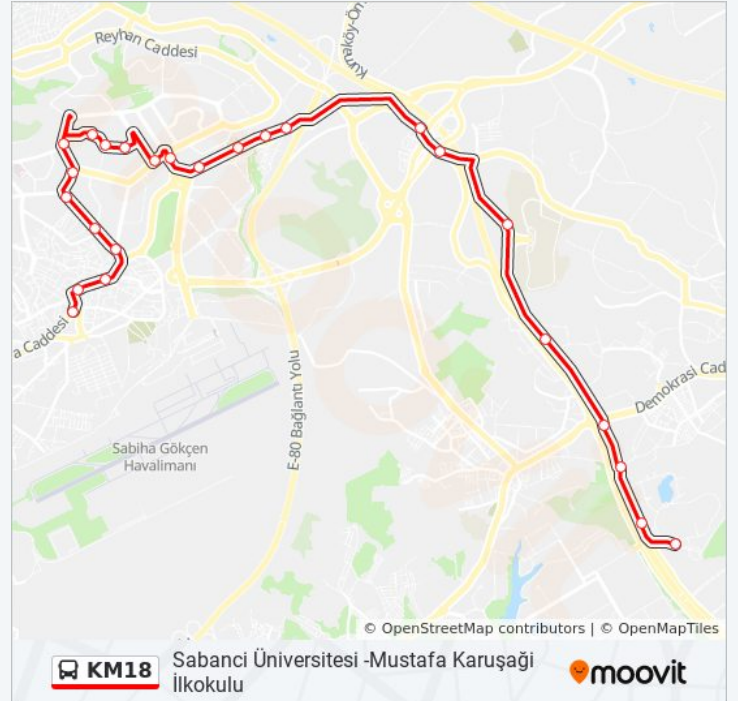 Reyhan Caddesi
Kurnaköy-Ön
a Caddesi
E-80 Bağlantı Yolu
Demokrasi Cad
Sabiha Gökçen
Havalimanı
© OpenStreetMap contributors | © OpenMapTiles
KM18
Sabanci Üniversitesi -Mustafa Karuşaği
İlkokulu
moovit